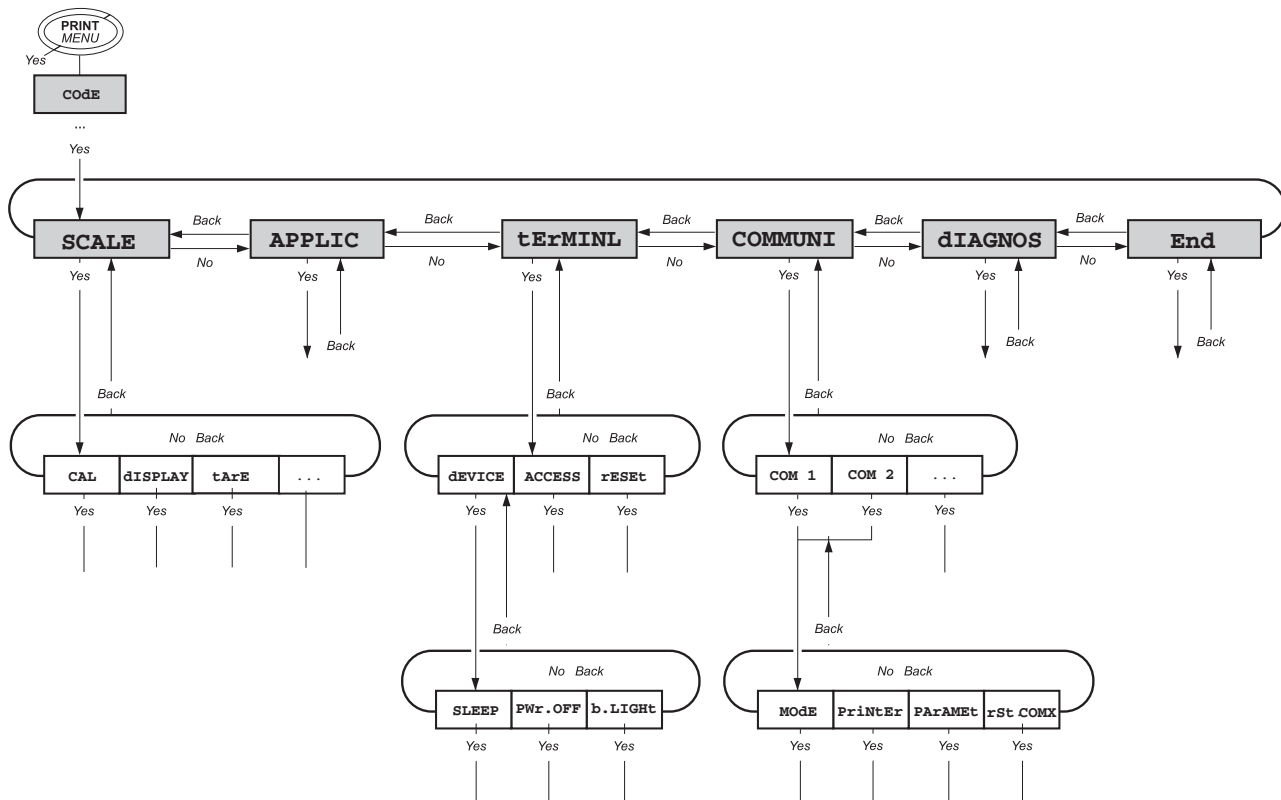 PRINT
MENU
Yes
COdE
...
Yes
Back Back Back Back Back
SCALE APPLIC tErMINL COMMUNI dIAGNOS End
No No No No No
Yes Yes Yes Yes Yes Yes
Back Back Back
Back Back Back
No Back No Back No Back
CAL dISPLAY tArE ... dEVICE ACCESS rESEt COM 1 COM 2 ...
Yes Yes Yes Yes Yes Yes Yes Yes Yes
Back Back
No Back No Back
SLEEP PWr.OFF b.LIGHt MOdE PriNtEr PArAMEt rSt.COMX
Yes Yes Yes Yes Yes Yes Yes